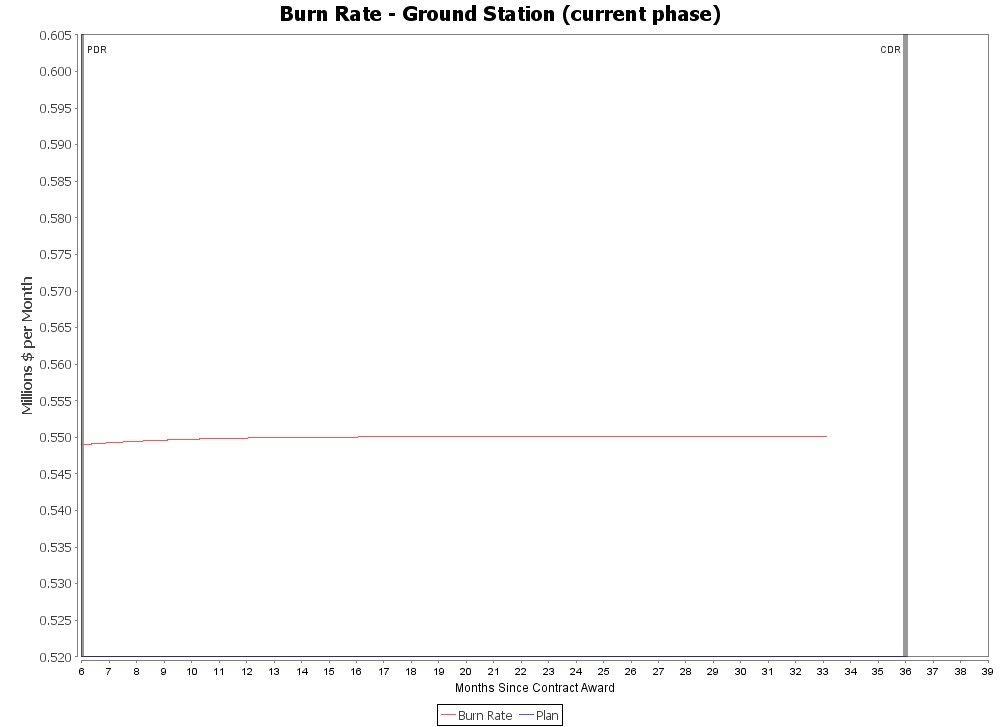 Burn Rate - Ground Station (current phase)
0.605
0.600
0.595
0.590
0.585
0.580
0.575
0.570
0.565
0.560
0.555
0.550
0.545
0.540
0.535
0.530
0.525
0.520
Millions $ per Month
PDR
CDR
6 7 8 9 10 11 12 13 14 15 16 17 18 19 20 21 22 23 24 25 26 27 28 29 30 31 32 33 34 35 36 37 38 39
Months Since Contract Award
Burn Rate Plan